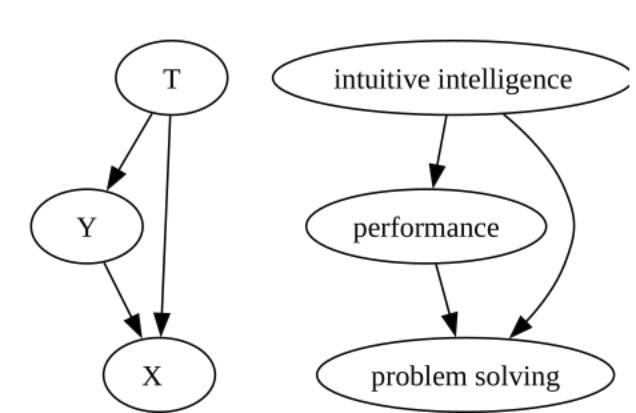 T
intuitive intelligence
Y
performance
X
problem solving